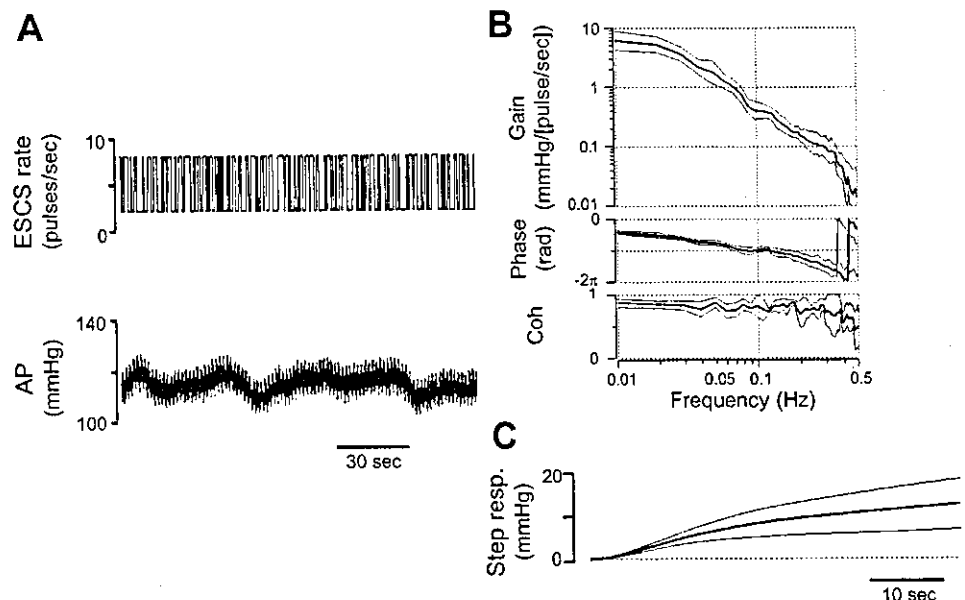 A
10
0
ESCS rate
(pulses/sec)
140
100
AP
(mmHg)
30 sec
B
10
1
0.1
0.01
Gain
(mmHg/[pulse/sec])
0
-2π
Phase
(rad)
1
0
Coh
0.01
0.05
0.1
0.5
Frequency (Hz)
C
20
0
Step resp.
(mmHg)
10 sec